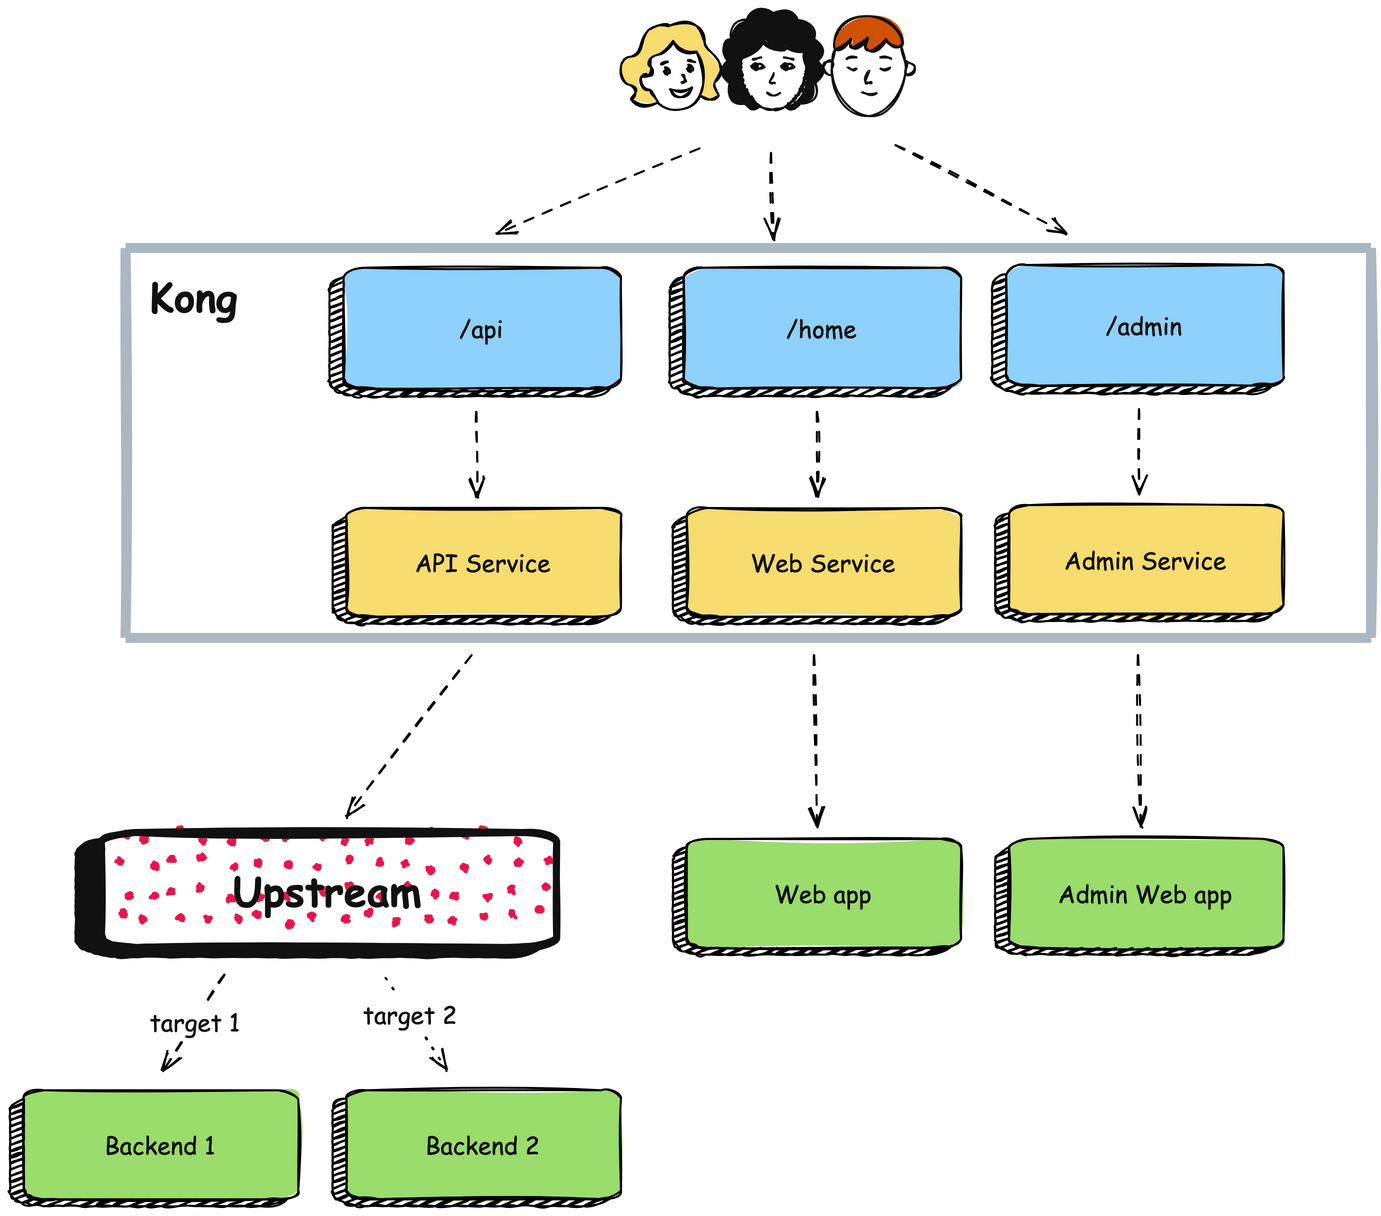 Kong
/api
/home
/admin
API Service
Web Service
Admin Service
Upstream
Web app
Admin Web app
target 1
target 2
Backend 1
Backend 2